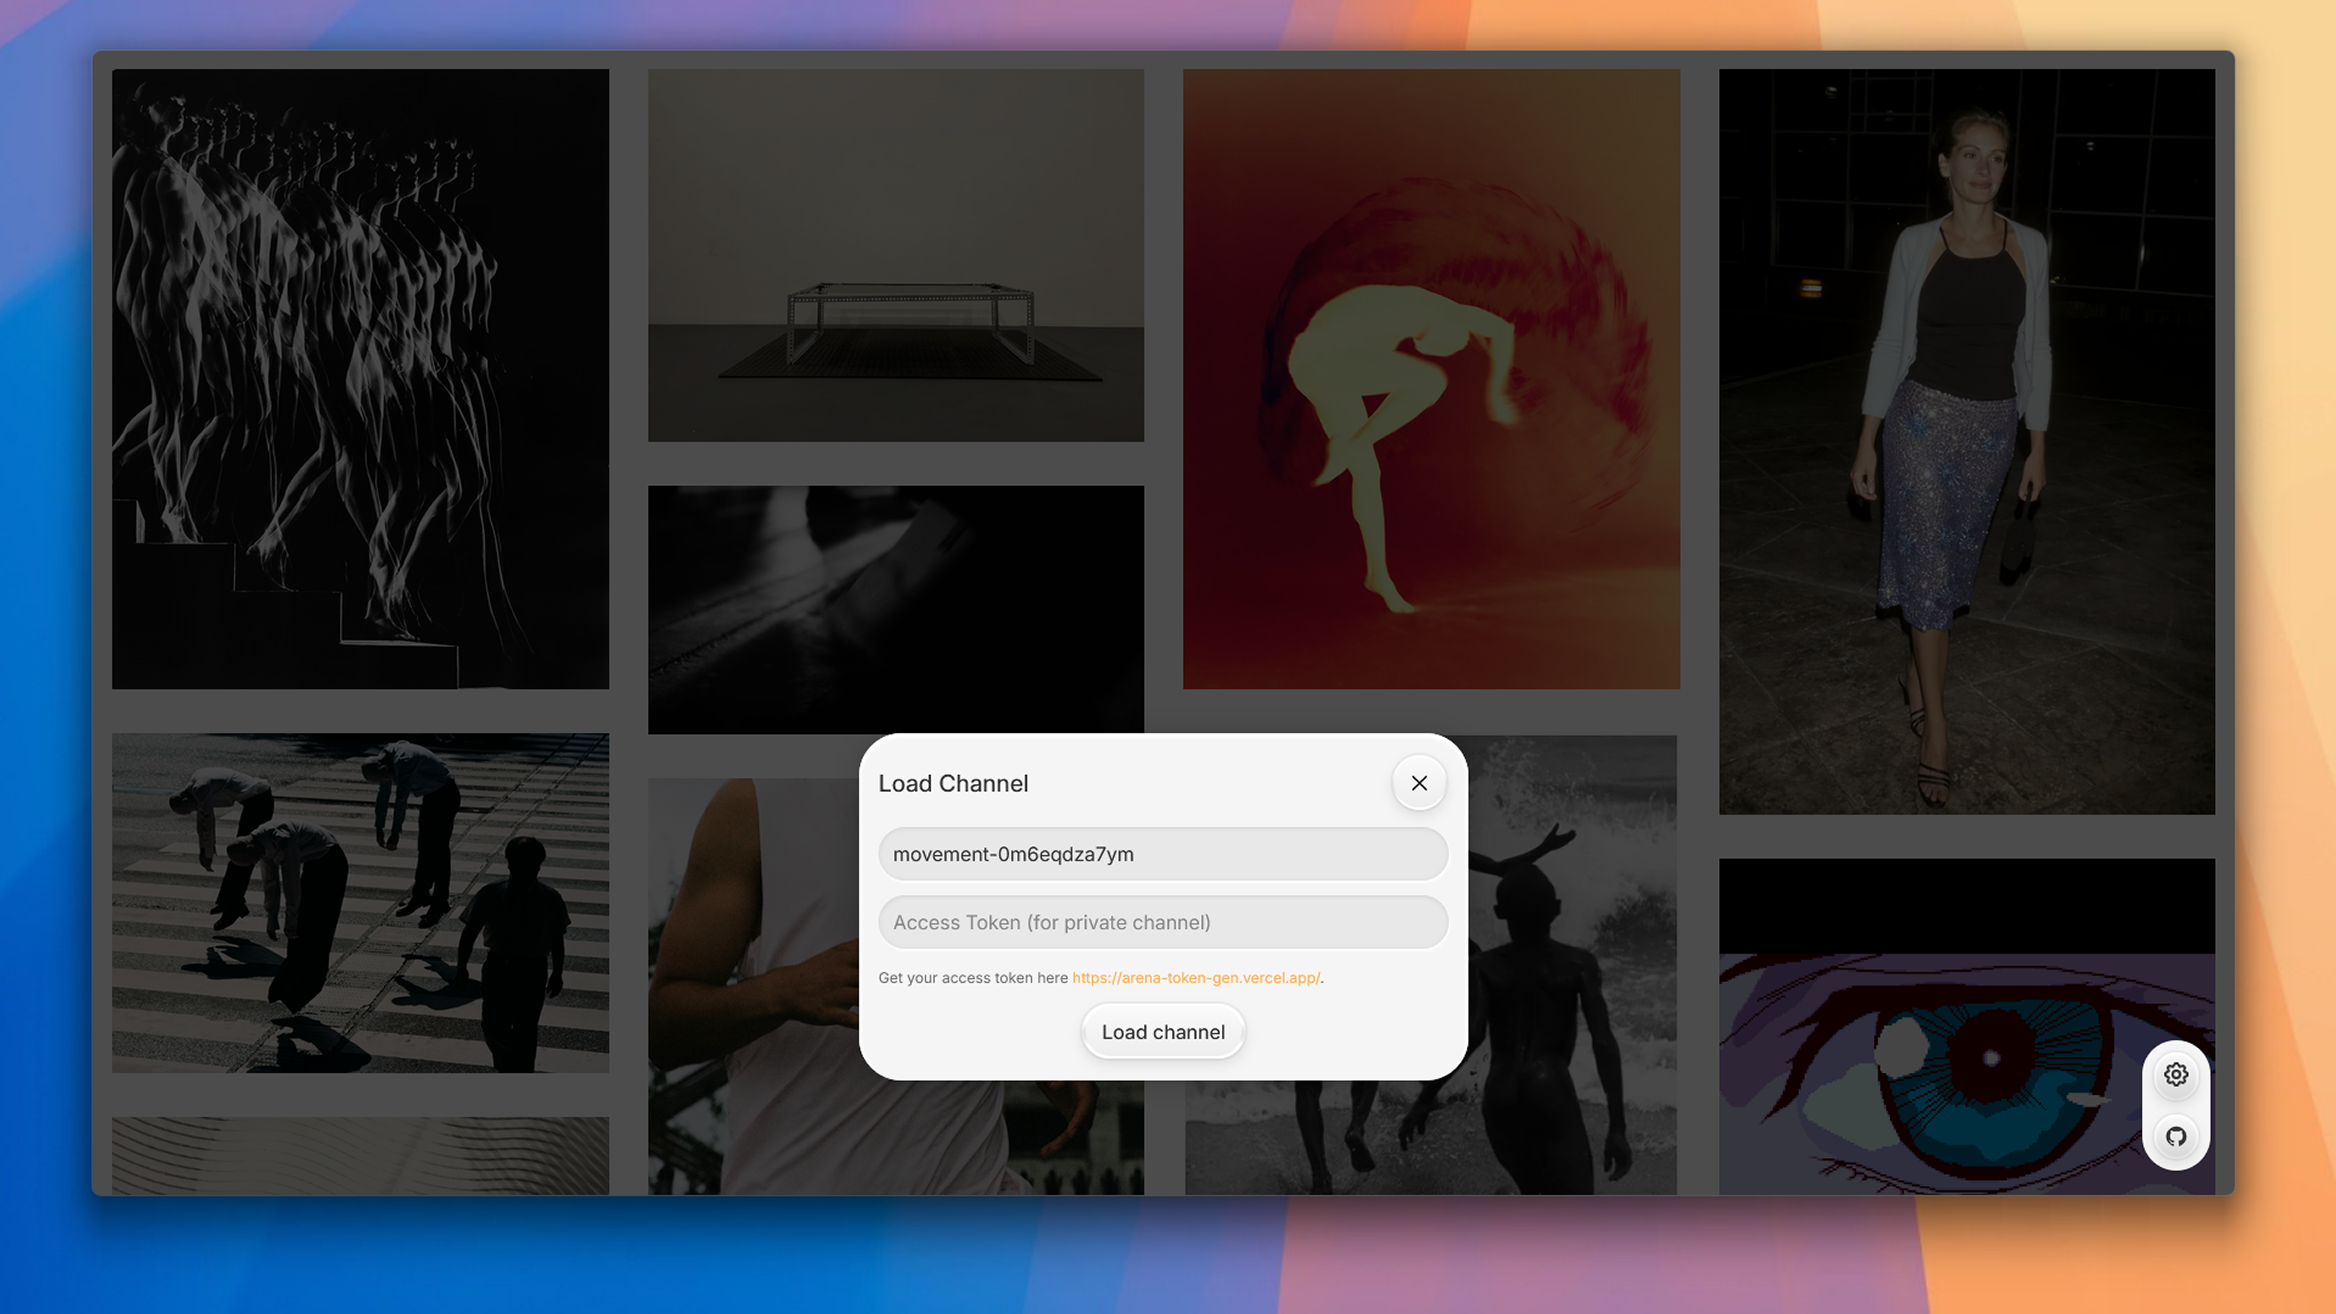 Load Channel
movement-0m6eqdza7ym
Access Token (for private channel)
Get your access token here https://arena-token-gen.vercel.app/.
Load channel